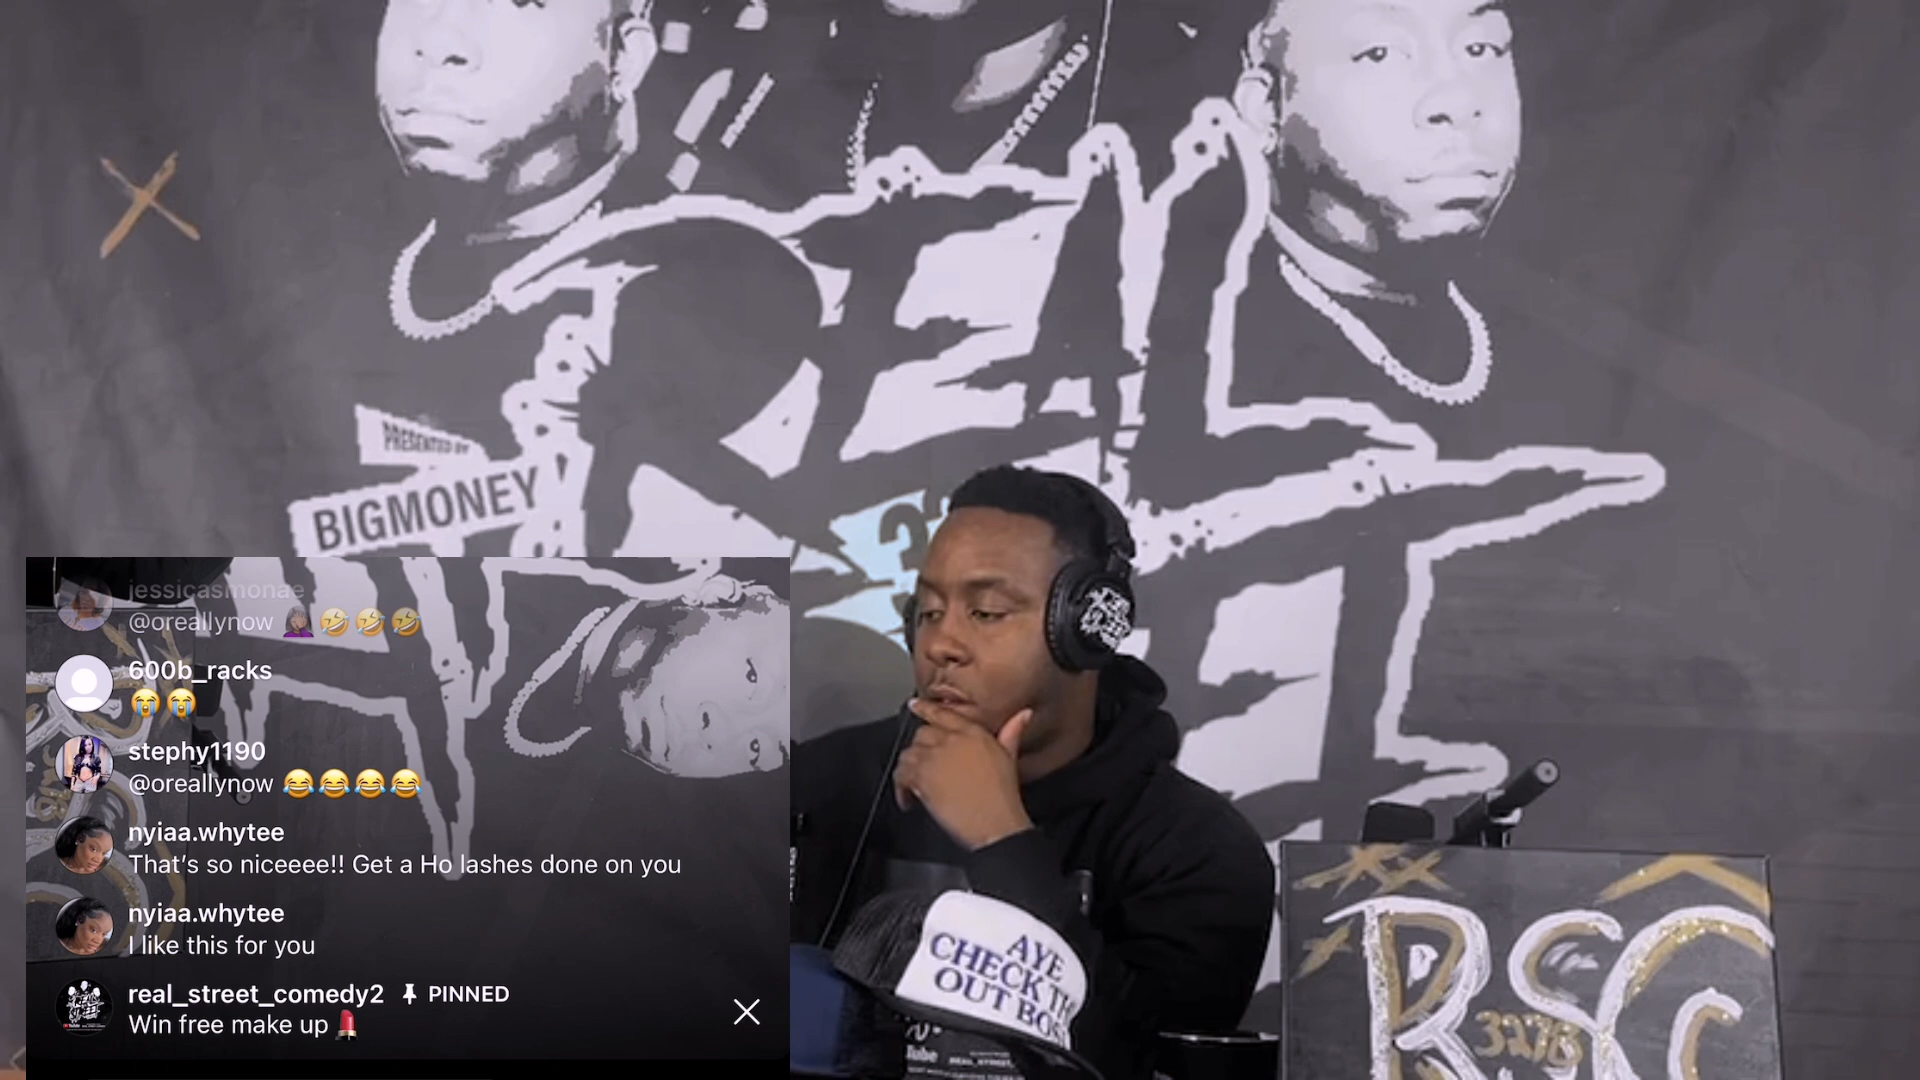 REAL
PRESENTED BY
BIGMONEY
jessicasmonae
@oreallynow 🤦🏾‍♀️🤣🤣🤣
600b_racks
😭😭
stephy1190
@oreallynow 😂😂😂😂
nyiaa.whytee
That's so niceeee!! Get a Ho lashes done on you
nyiaa.whytee
I like this for you
real_street_comedy2 PINNED
Win free make up 💄
AYE
CHECK
OUT
RSC